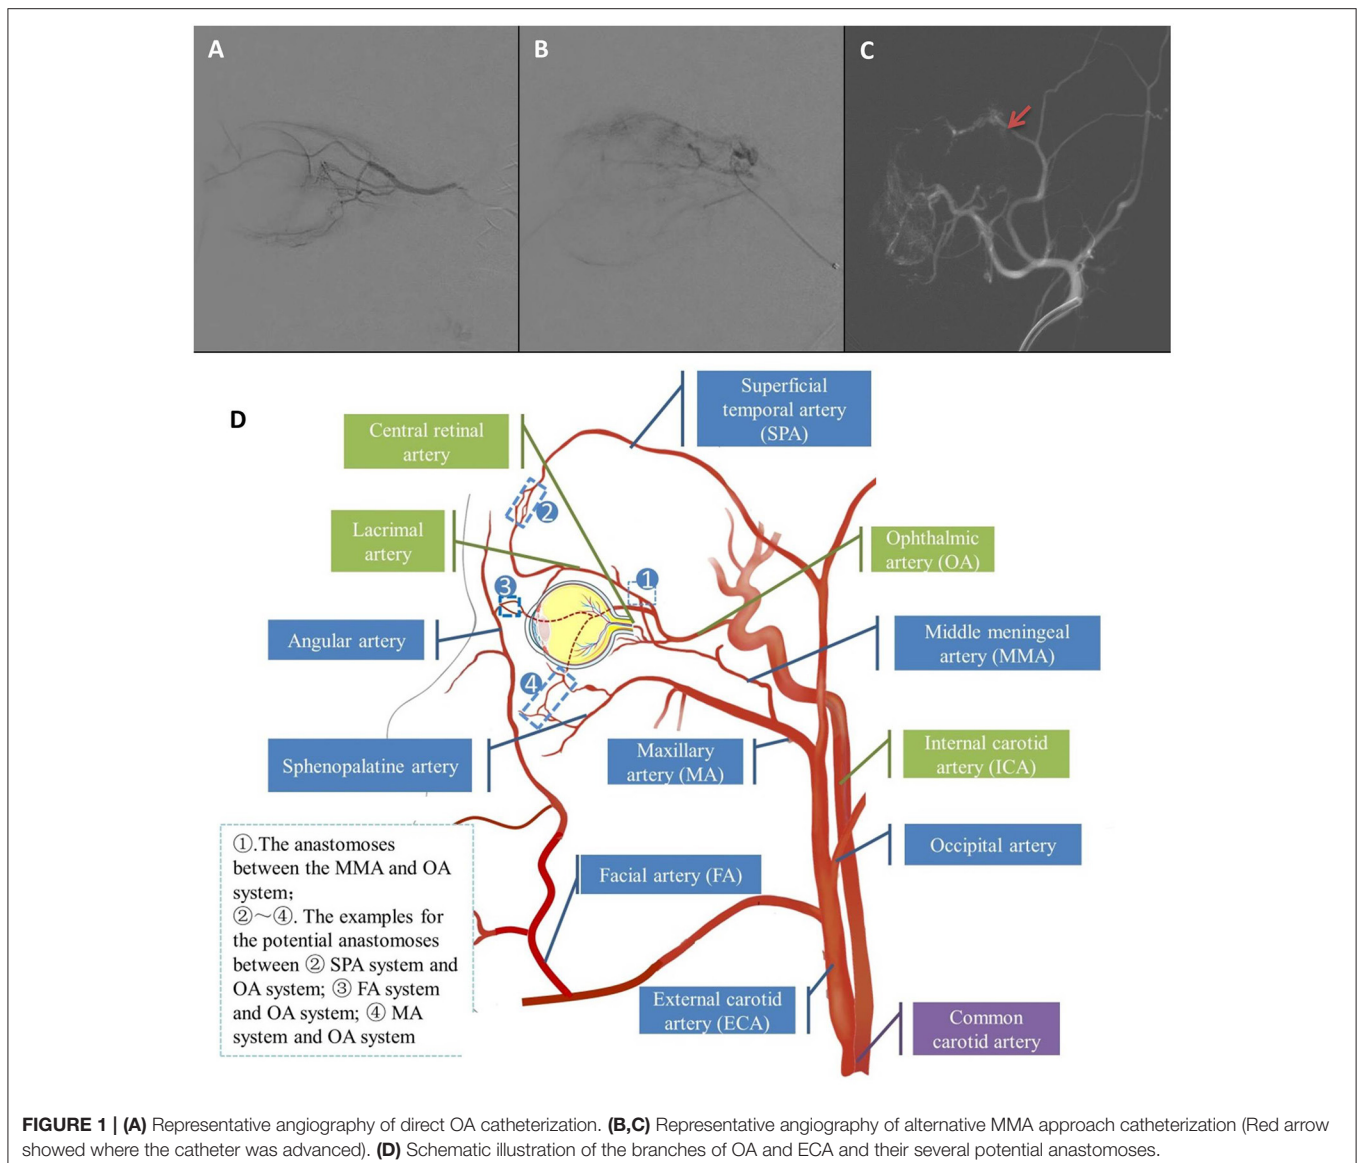 A
B
C
D
Superficial
temporal artery
(SPA)
Central retinal
artery
Lacrimal
artery
2
Ophthalmic
artery (OA)
1
3
Angular artery
Middle meningeal
artery (MMA)
4
Sphenopalatine artery
Maxillary
artery (MA)
Internal carotid
artery (ICA)
Occipital artery
①.The anastomoses
between the MMA and OA
system;
②～④. The examples for
the potential anastomoses
between ② SPA system and
OA system; ③ FA system
and OA system; ④ MA
system and OA system
Facial artery (FA)
External carotid
artery (ECA)
Common
carotid artery
FIGURE 1 | (A) Representative angiography of direct OA catheterization. (B,C) Representative angiography of alternative MMA approach catheterization (Red arrow
showed where the catheter was advanced). (D) Schematic illustration of the branches of OA and ECA and their several potential anastomoses.